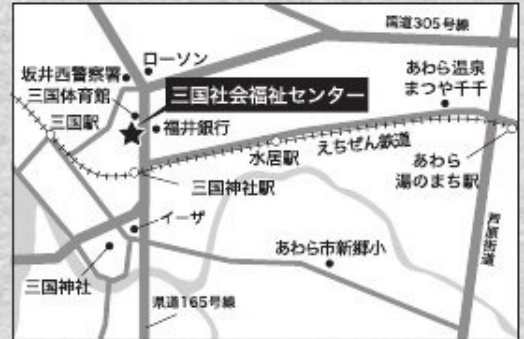 国道305号線
ローソン
坂井西警察署
三国体育館
三国駅
三国社会福祉センター
福井銀行
あわら温泉
まつや千千
えちぜん鉄道
水居駅
あわら
湯のまち駅
三国神社駅
イーザ
芦原街道
三国神社
あわら市新郷小
県道165号線